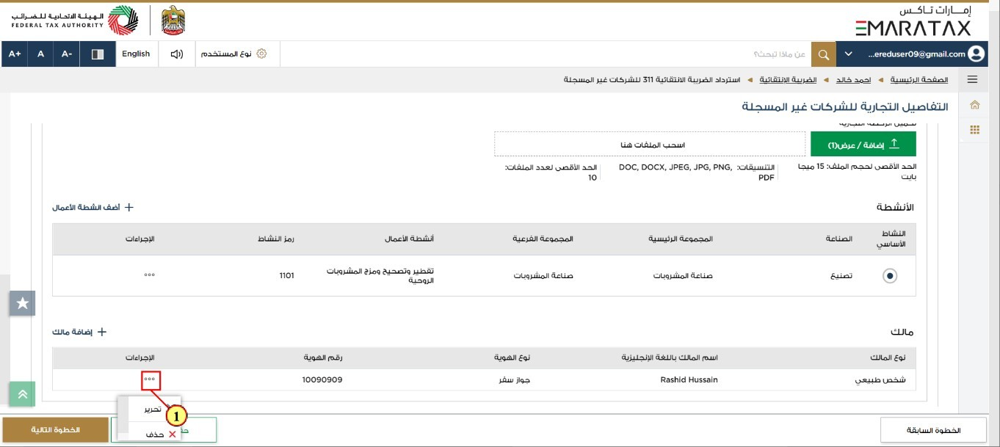 الهيئة الاتحادية للضرائب
FEDERAL TAX AUTHORITY
إمارات تاكس
EMARATAX
A+
A
A-
English
نوع المستخدم
عن ماذا تبحث؟
ereduser09@gmail.com...
الصفحة الرئيسية ◄ احمد خالد ◄ الضريبة الانتقائية ◄ استرداد الضريبة الانتقائية 311 للشركات غير المسجلة
التفاصيل التجارية للشركات غير المسجلة
تحميل الرخصة التجارية
إضافة / عرض(1)
اسحب الملفات هنا
الحد الأقصى لحجم الملف: 15 ميجا بايت
التنسيقات: DOC, DOCX, JPEG, JPG, PNG, PDF
الحد الأقصى لعدد الملفات: 10
الأنشطة
+ أضف انشطة الأعمال
النشاط الأساسي
الصناعة
المجموعة الرئيسية
المجموعة الفرعية
أنشطة الأعمال
رمز النشاط
الإجراءات
تصنيع
صناعة المشروبات
صناعة المشروبات
تقطير وتصحيح ومزج المشروبات الروحية
1101
مالك
+ إضافة مالك
نوع المالك
اسم المالك باللغة الإنجليزية
نوع الهوية
رقم الهوية
الإجراءات
شخص طبيعي
Rashid Hussain
جواز سفر
10090909
تحرير
1
حذف
الخطوة السابقة
الخطوة التالية